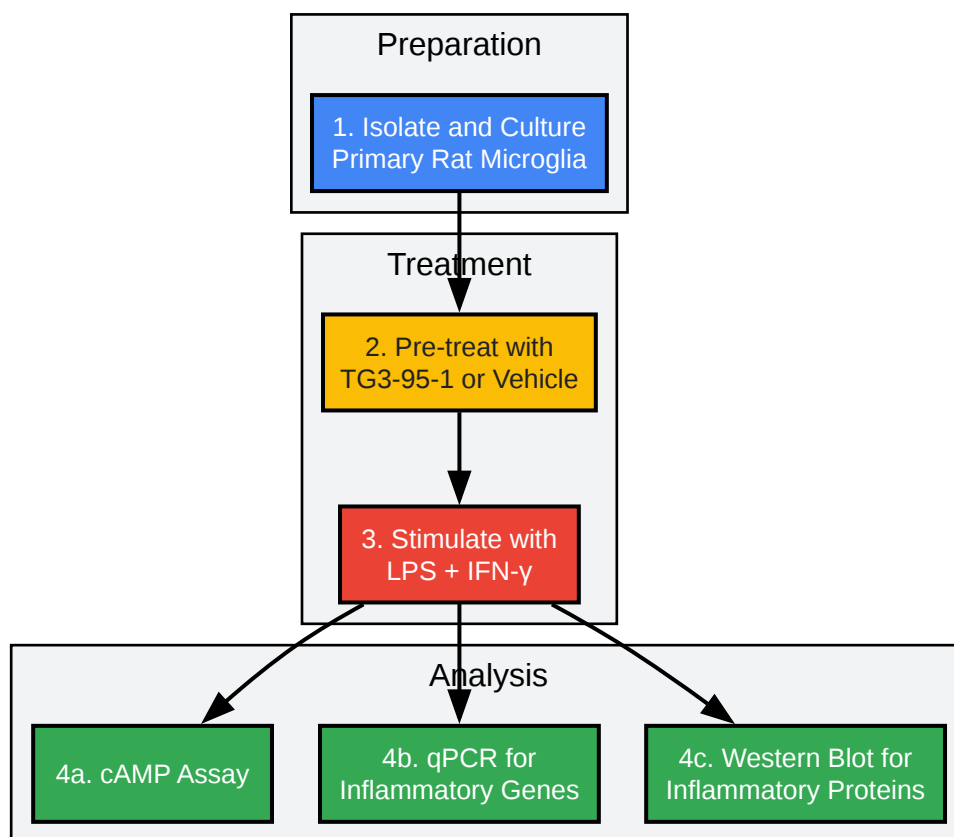 Preparation
1. Isolate and Culture
Primary Rat Microglia
Treatment
2. Pre-treat with
TG3-95-1 or Vehicle
3. Stimulate with
LPS + IFN-γ
Analysis
4a. cAMP Assay
4b. qPCR for
Inflammatory Genes
4c. Western Blot for
Inflammatory Proteins